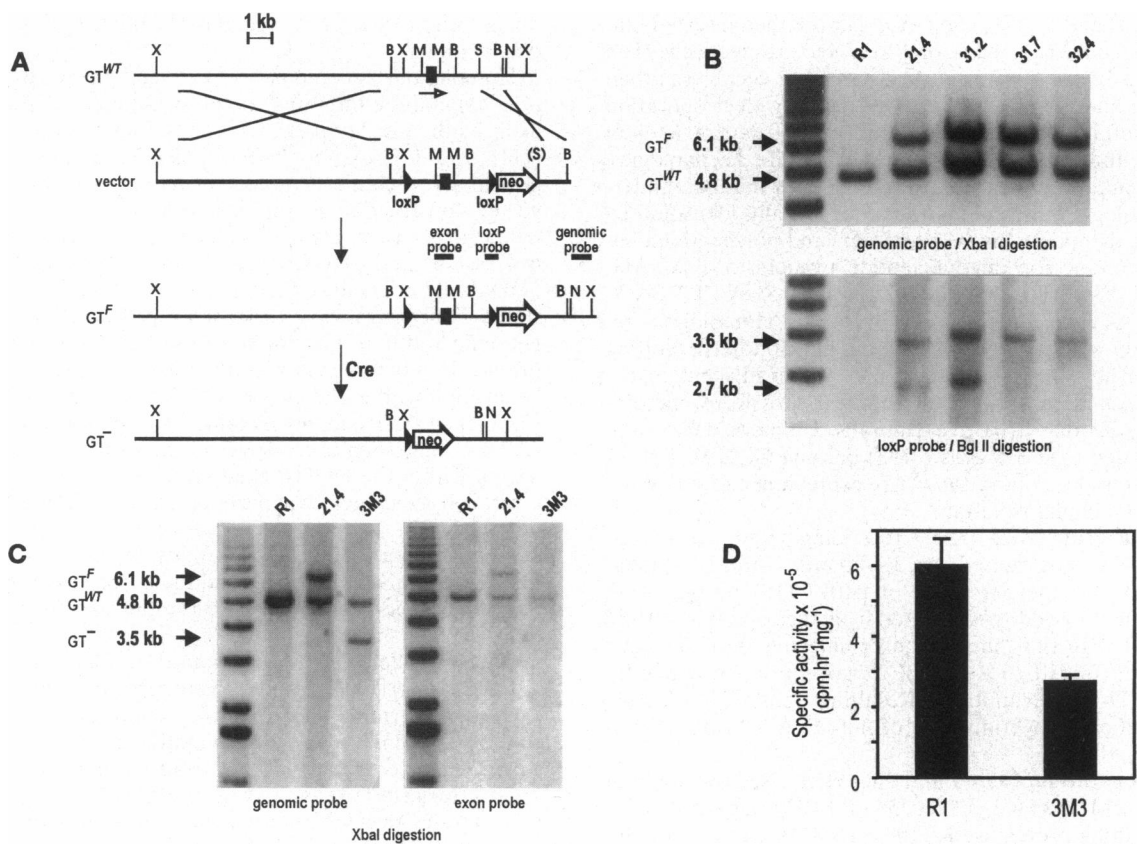 A
1 kb
X B X M M B S B N X
GT^WT
X B X M M B (S) B
vector
loxP loxP neo
exon probe
loxP probe
genomic probe
X B X M M B B N X
GT^F
neo
Cre
X B X B N X
GT^–
neo
B
R1 21.4 31.2 31.7 32.4
GT^F 6.1 kb
GT^WT 4.8 kb
genomic probe / XbaI digestion
3.6 kb
2.7 kb
loxP probe / Bgl II digestion
C
R1 21.4 3M3 R1 21.4 3M3
GT^F 6.1 kb
GT^WT 4.8 kb
GT^– 3.5 kb
genomic probe exon probe
XbaI digestion
D
Specific activity x 10^-5
(cpm·hr^-1mg^-1)
6
4
2
0
R1 3M3